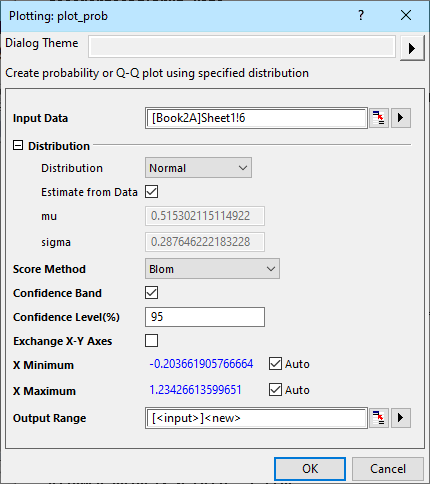 Plotting: plot_prob
Dialog Theme
Create probability or Q-Q plot using specified distribution
Input Data [Book2A]Sheet1!6
Distribution
Distribution Normal
Estimate from Data
mu 0.515302115114922
sigma 0.287646222183228
Score Method Blom
Confidence Band
Confidence Level(%) 95
Exchange X-Y Axes
X Minimum -0.203661905766664 Auto
X Maximum 1.23426613599651 Auto
Output Range [<input>]<new>
OK Cancel